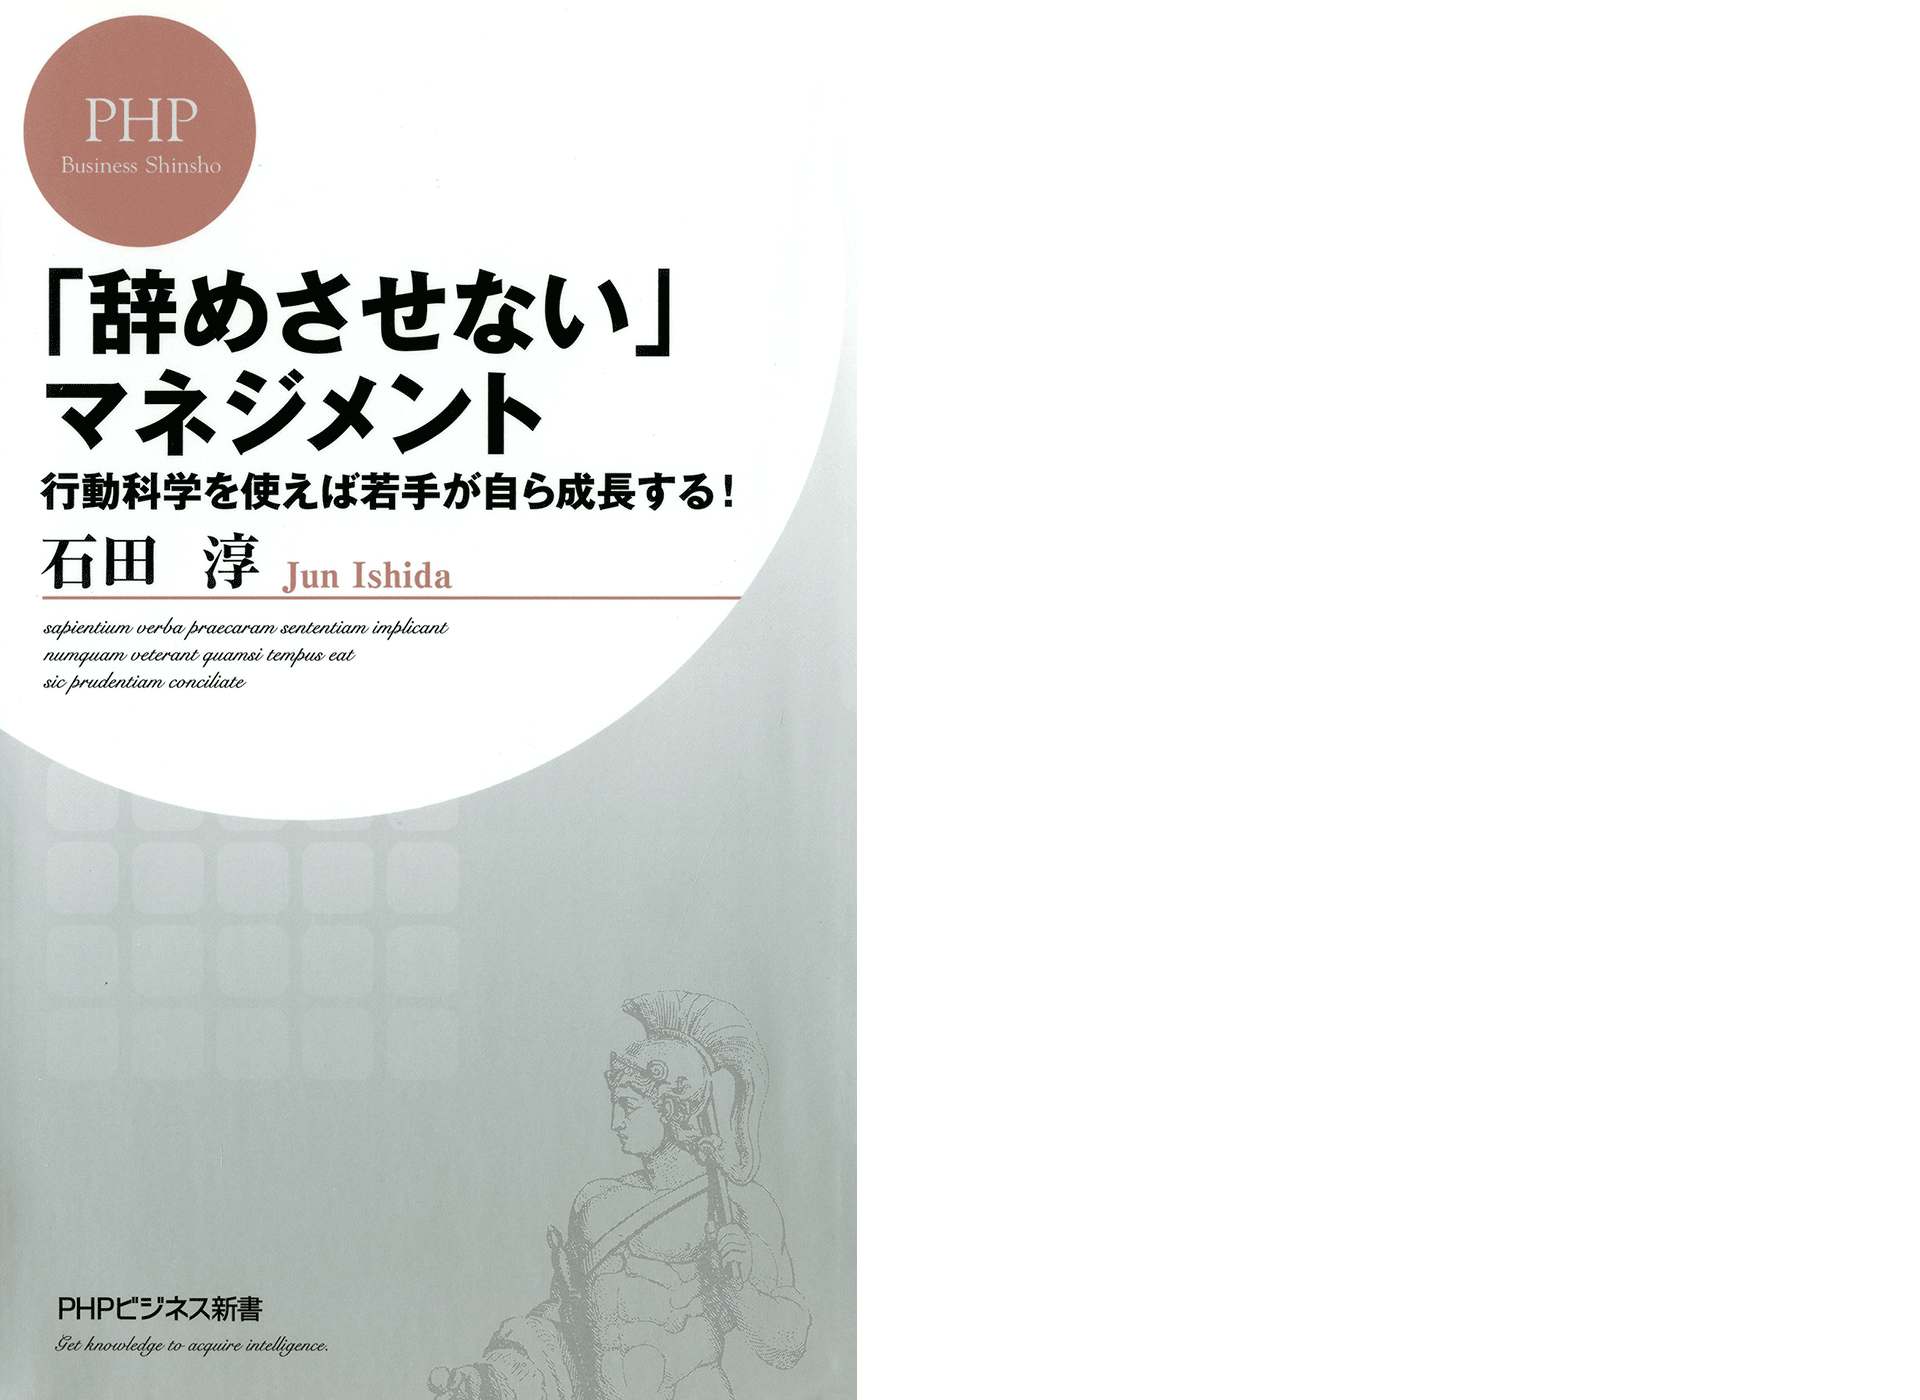 PHP
Business Shinsho
「辞めさせない」
マネジメント
行動科学を使えば若手が自ら成長する！
石田 淳 Jun Ishida
sapientium verba praecaram sententiam implicant
numquam veterant quamsi tempus eat
sic prudentiam conciliate
PHPビジネス新書
Get knowledge to acquire intelligence.